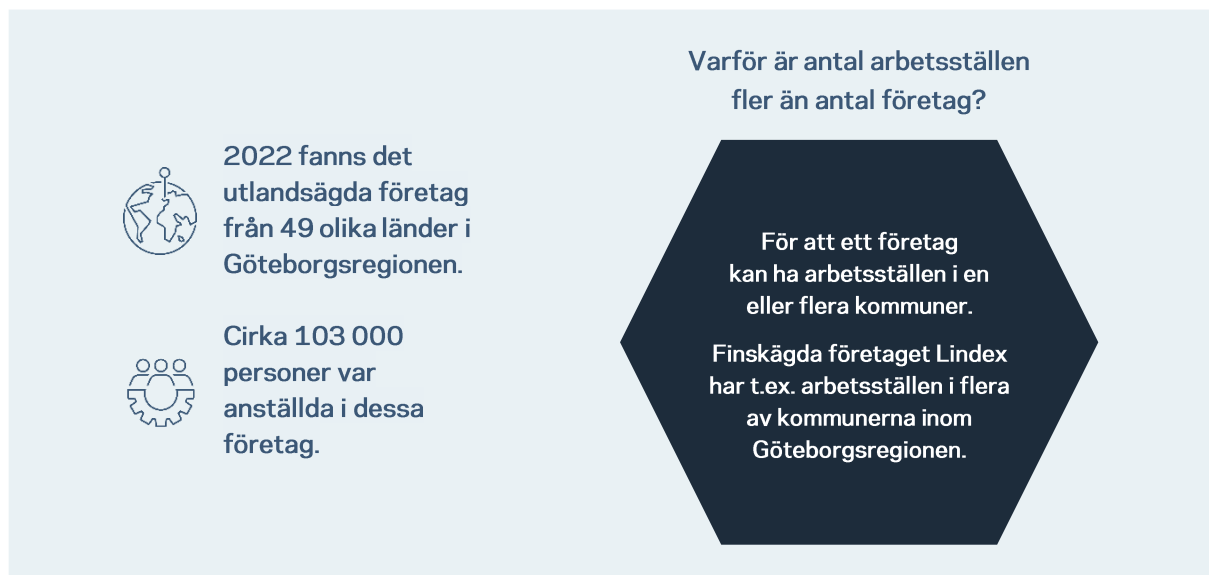 2022 fanns det
utlandsägda företag
från 49 olika länder i
Göteborgsregionen.
Cirka 103 000
personer var
anställda i dessa
företag.
Varför är antal arbetsställen
fler än antal företag?
För att ett företag
kan ha arbetsställen i en
eller flera kommuner.
Finskägda företaget Lindex
har t.ex. arbetsställen i flera
av kommunerna inom
Göteborgsregionen.